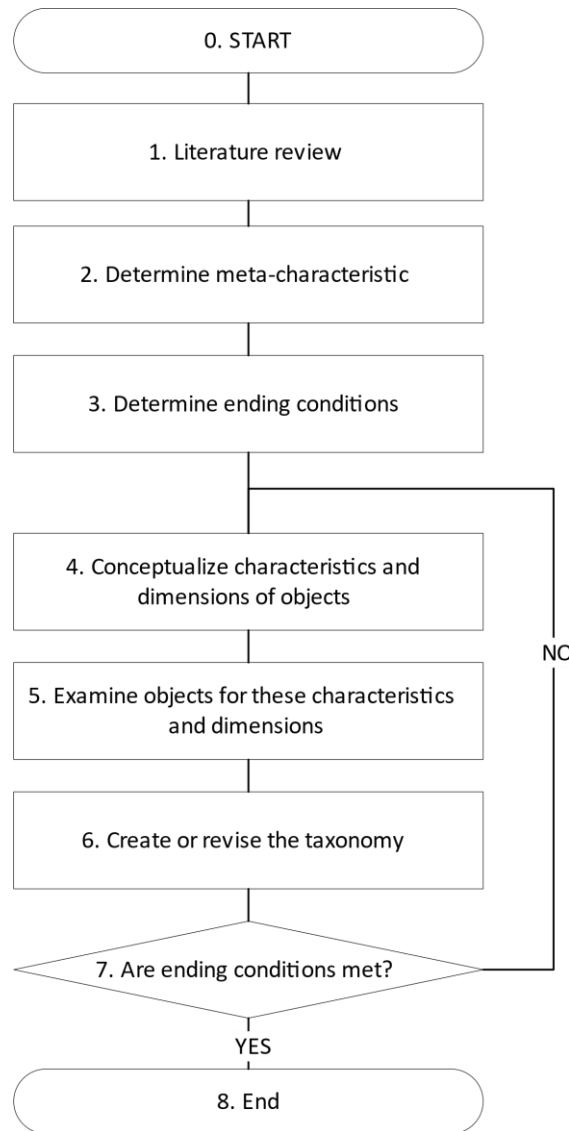 0. START
1. Literature review
2. Determine meta-characteristic
3. Determine ending conditions
4. Conceptualize characteristics and
dimensions of objects
NO
5. Examine objects for these characteristics
and dimensions
6. Create or revise the taxonomy
7. Are ending conditions met?
YES
8. End